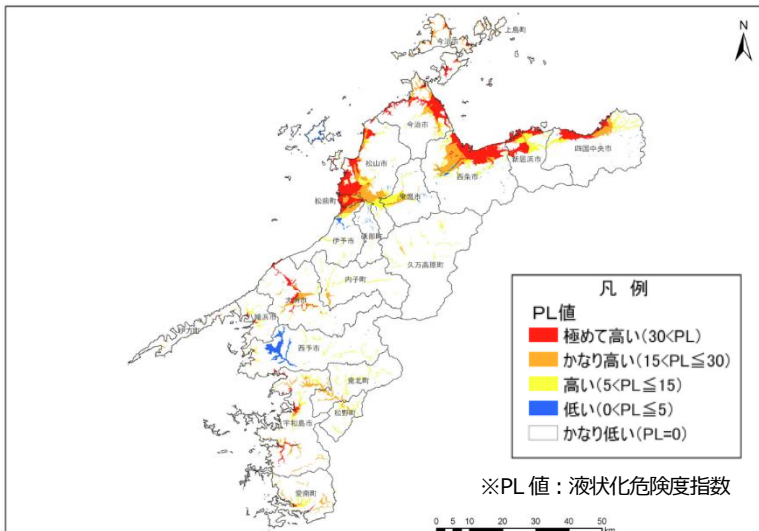 上島町
今治市
N
今治市
四国中央市
新居浜市
松山市
西条市
東温市
松前町
砥部町
伊予市
久万高原町
内子町
大洲市
八幡浜市
伊方町
西予市
鬼北町
松野町
宇和島市
愛南町
凡 例
PL値
極めて高い(30<PL)
かなり高い(15<PL≦30)
高い(5<PL≦15)
低い(0<PL≦5)
かなり低い(PL=0)
※PL 値:液状化危険度指数
0 5 10 20 30 40 50
km